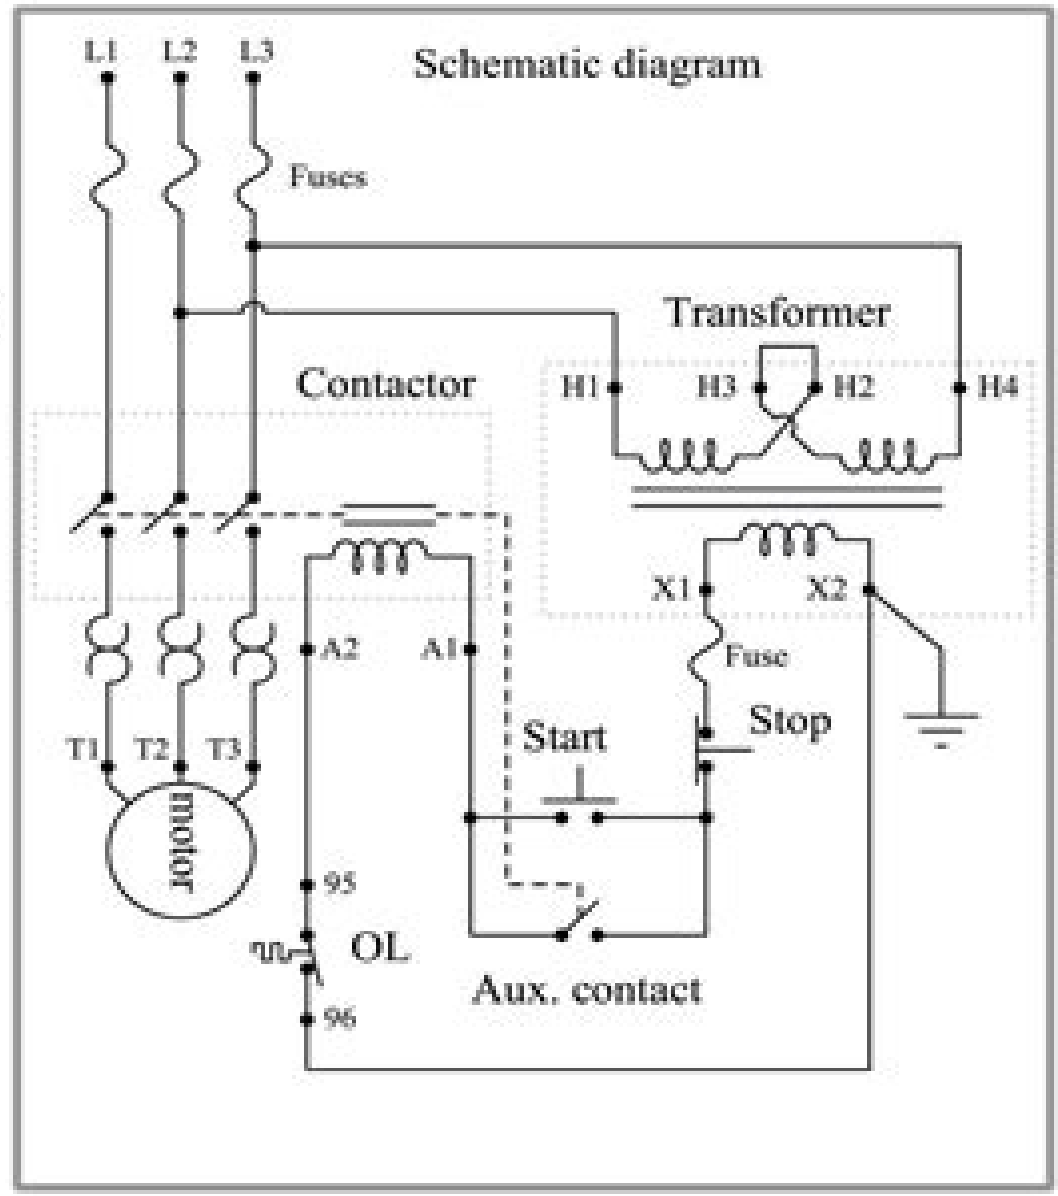 L1 L2 L3
Schematic diagram
Fuses
Transformer
Contactor
H1 H3 H2 H4
X1 X2
A2 A1
Fuse
Start
Stop
T1 T2 T3
motor
95
OL
Aux. contact
96